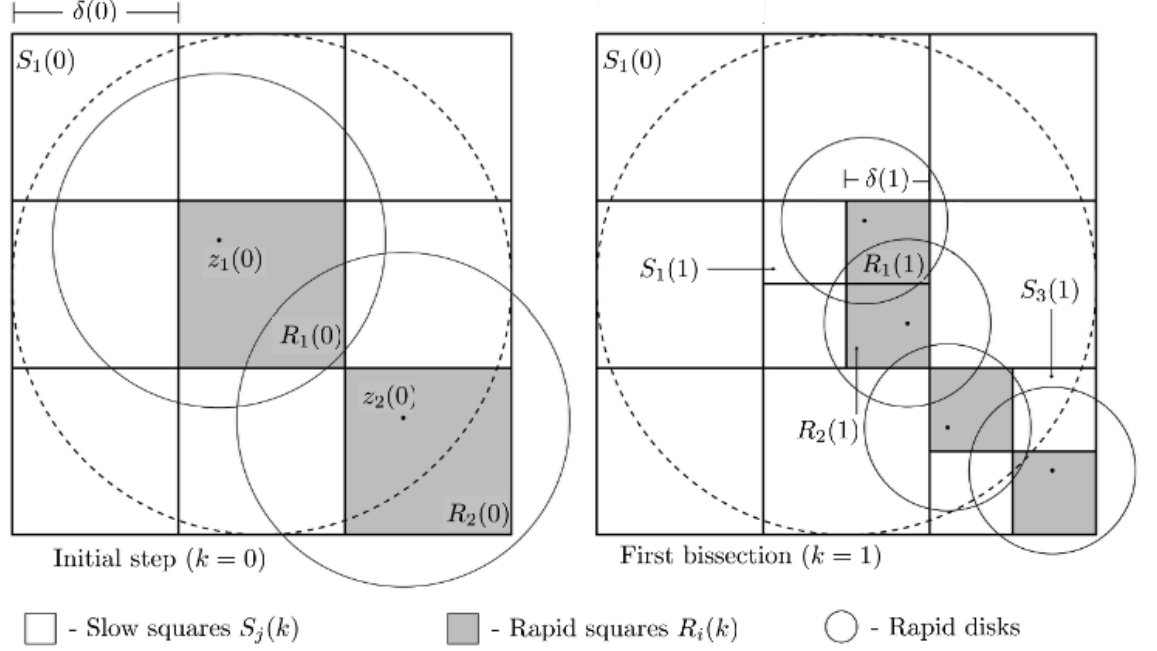 δ(0)
S₁(0)
z₁(0)
R₁(0)
z₂(0)
R₂(0)
Initial step (k = 0)
S₁(0)
δ(1)
R₁(1)
S₁(1)
S₃(1)
R₂(1)
First bissection (k = 1)
- Slow squares Sⱼ(k)
- Rapid squares Rᵢ(k)
- Rapid disks